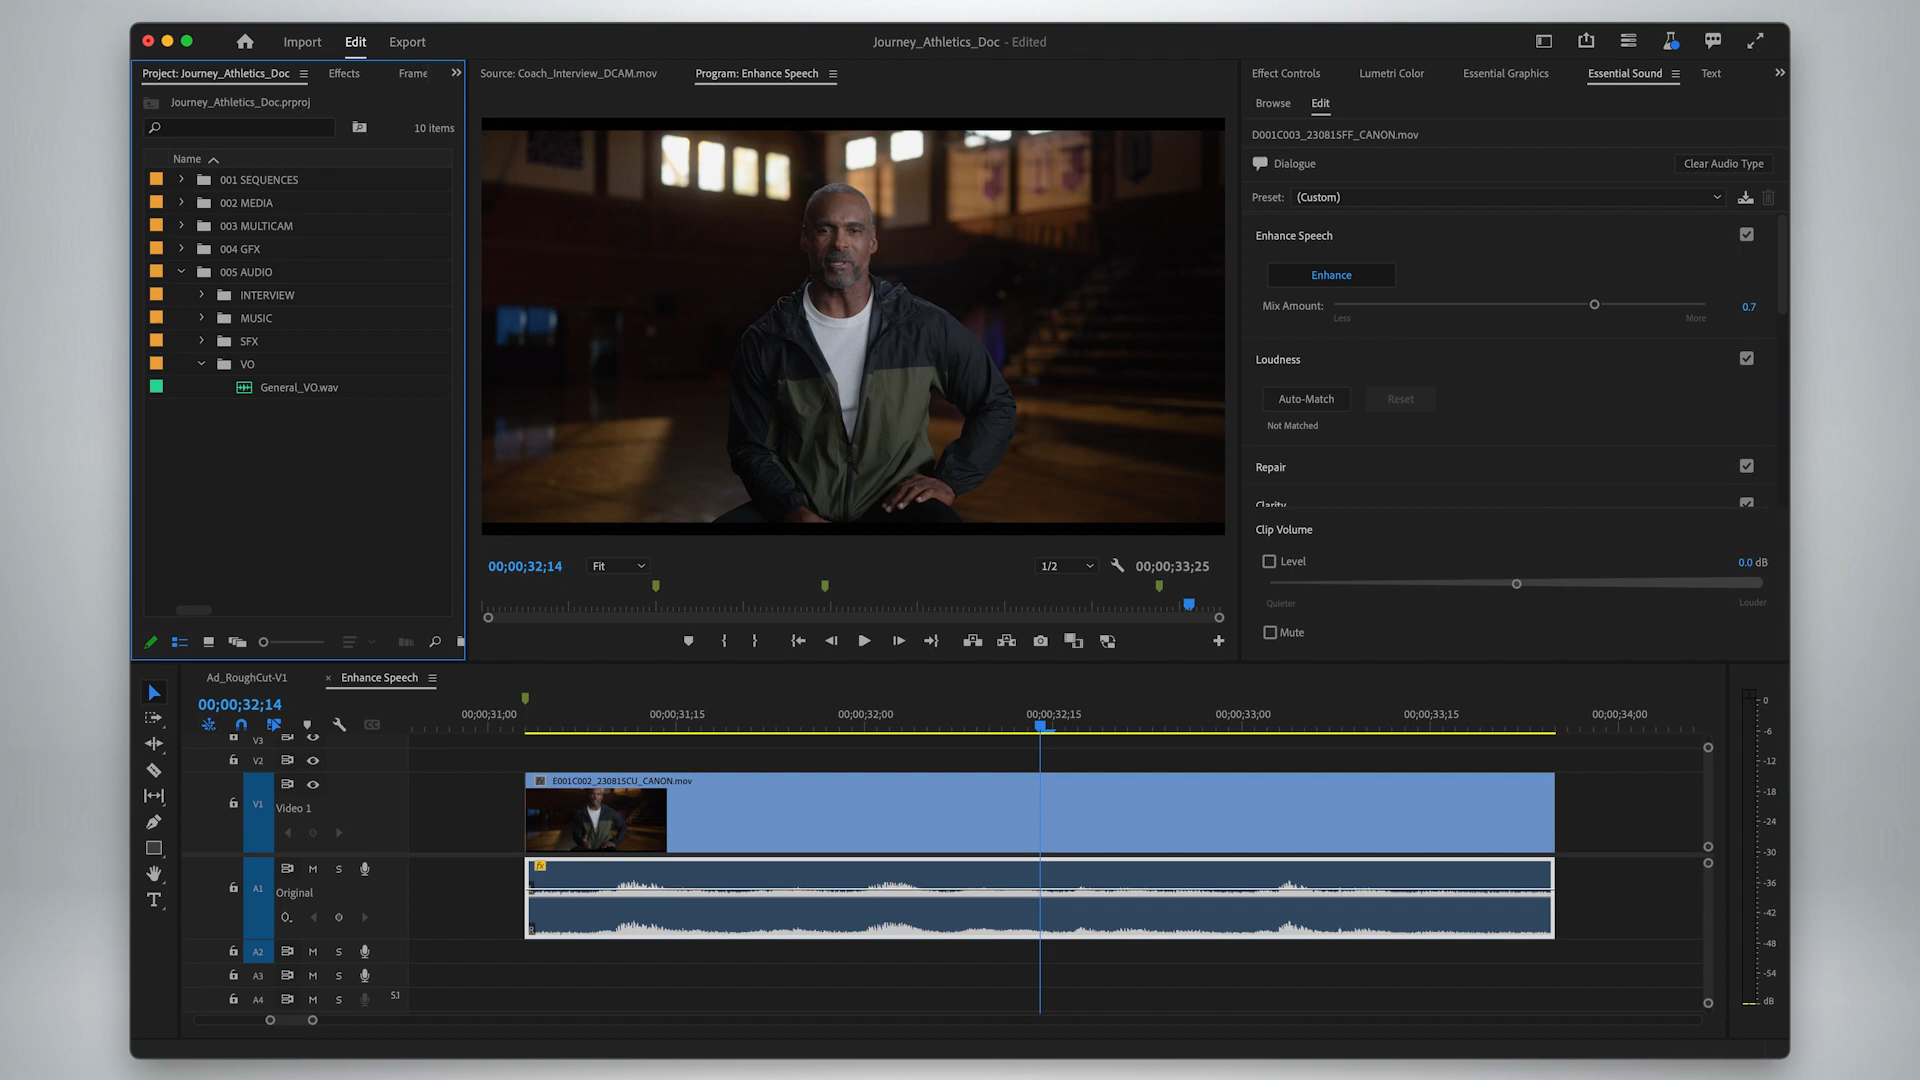 Import
Edit
Export
Journey_Athletics_Doc - Edited
Project: Journey_Athletics_Doc
Effects
Frame
Journey_Athletics_Doc.prproj
10 items
Name
001 SEQUENCES
002 MEDIA
003 MULTICAM
004 GFX
005 AUDIO
INTERVIEW
MUSIC
SFX
VO
General_VO.wav
Source: Coach_Interview_DCAM.mov
Program: Enhance Speech
00;00;32;14
Fit
1/2
00;00;33;25
Effect Controls
Lumetri Color
Essential Graphics
Essential Sound
Text
Browse
Edit
D001C003_230815FF_CANON.mov
Dialogue
Clear Audio Type
Preset: (Custom)
Enhance Speech
Enhance
Mix Amount:
0.7
Less
More
Loudness
Auto-Match
Reset
Not Matched
Repair
Clarity
Clip Volume
Level
0.0 dB
Quieter
Louder
Mute
Ad_RoughCut-V1
× Enhance Speech
00;00;32;14
00;00;31;00
00;00;31;15
00;00;32;00
00;00;32;15
00;00;33;00
00;00;33;15
00;00;34;00
V3
V2
V1
Video 1
E001C002_230815CU_CANON.mov
fx
A1
M
S
Original
R
A2
M
S
A3
M
S
A4
M
S
5.1
0
-6
-12
-18
-24
-30
-36
-42
-48
-54
dB